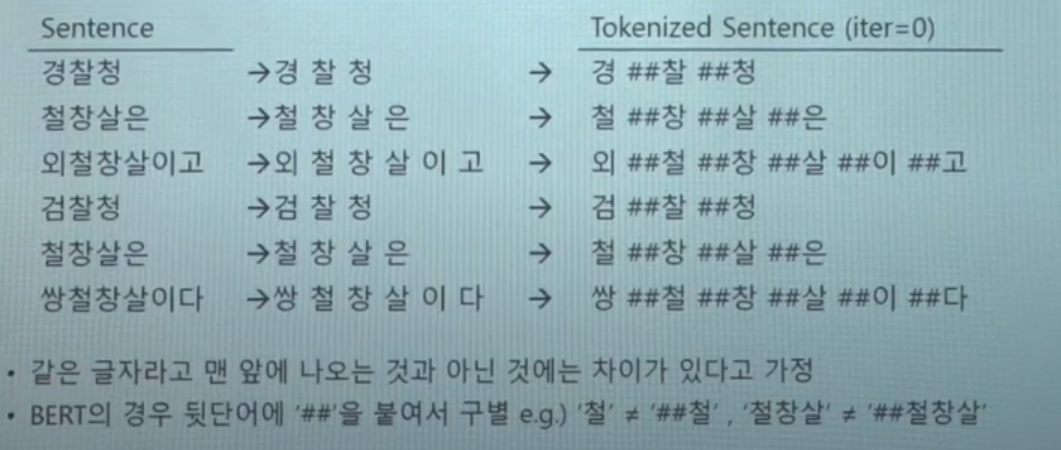 Sentence Tokenized Sentence (iter=0)
경찰청 →경 찰 청 → 경 ##찰 ##청
철창살은 →철 창 살 은 → 철 ##창 ##살 ##은
외철창살이고 →외 철 창 살 이 고 → 외 ##철 ##창 ##살 ##이 ##고
검찰청 →검 찰 청 → 검 ##찰 ##청
철창살은 →철 창 살 은 → 철 ##창 ##살 ##은
쌍철창살이다 →쌍 철 창 살 이 다 → 쌍 ##철 ##창 ##살 ##이 ##다
• 같은 글자라고 맨 앞에 나오는 것과 아닌 것에는 차이가 있다고 가정
• BERT의 경우 뒷단어에 '##'을 붙여서 구별 e.g.) '철' ≠ '##철' , '철창살' ≠ '##철창살'